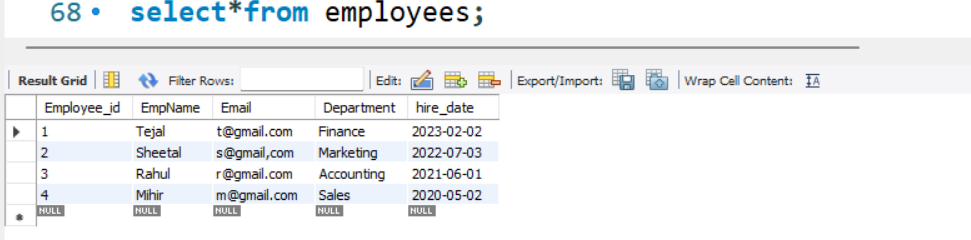 68 select*from employees;
Result Grid Filter Rows: Edit: Export/Import: Wrap Cell Content: IA
Employee_id EmpName Email Department hire_date
1 Tejal t@gmail.com Finance 2023-02-02
2 Sheetal s@gmail,com Marketing 2022-07-03
3 Rahul r@gmail.com Accounting 2021-06-01
4 Mihir m@gmail.com Sales 2020-05-02
NULL NULL NULL NULL NULL